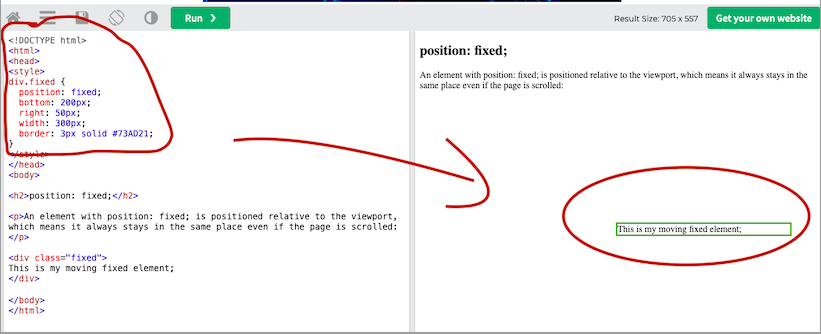 Run ❯
Result Size: 705 x 557
Get your own website
<!DOCTYPE html>
<html>
<head>
<style>
div.fixed {
  position: fixed;
  bottom: 200px;
  right: 50px;
  width: 300px;
  border: 3px solid #73AD21;
}
</style>
</head>
<body>
<h2>position: fixed;</h2>
<p>An element with position: fixed; is positioned relative to the viewport,
which means it always stays in the same place even if the page is scrolled:
</p>
<div class="fixed">
This is my moving fixed element;
</div>
</body>
</html>
position: fixed;
An element with position: fixed; is positioned relative to the viewport, which means it always stays in the
same place even if the page is scrolled:
This is my moving fixed element;